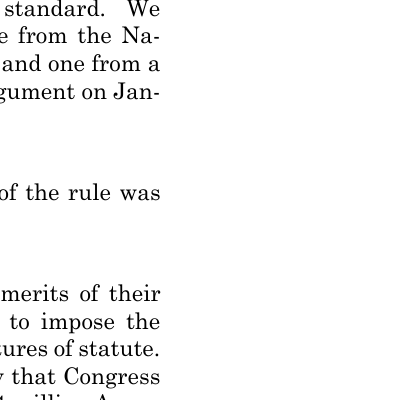 standard. We
from the Na-
and one from a
gument on Jan-
of the rule was
merits of their
to impose the
tures of statute.
that Congress